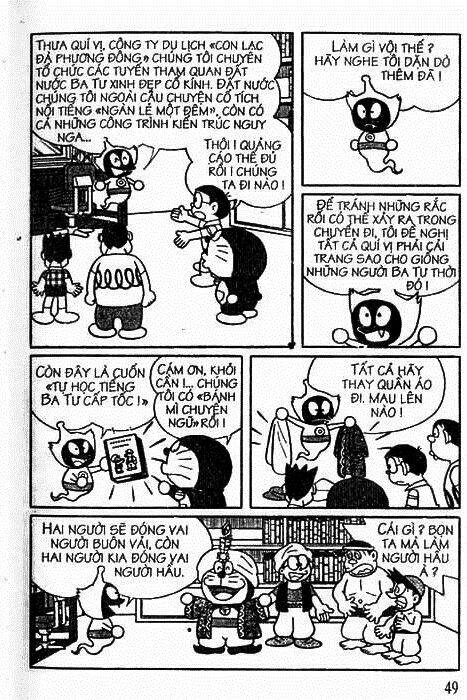 THƯA QUÍ VỊ, CÔNG TY DU LỊCH «CON LẠC
ĐÀ PHƯƠNG ĐÔNG» CHÚNG TÔI CHUYÊN
TỔ CHỨC CÁC TUYẾN THAM QUAN ĐẤT
NƯỚC BA TƯ XINH ĐẸP CỔ KÍNH. ĐẤT NƯỚC
CHÚNG TÔI NGOÀI CÂU CHUYỆN CỔ TÍCH
NỔI TIẾNG «NGÀN LẺ MỘT ĐÊM», CÒN CÓ
CẢ NHỮNG CÔNG TRÌNH KIẾN TRÚC NGUY
NGA...
THÔI ! QUẢNG
CÁO THẾ ĐỦ
RỒI ! CHÚNG
TA ĐI NÀO !
LÀM GÌ VỘI THẾ ?
HÃY NGHE TÔI DẶN DÒ
THÊM ĐÃ !
ĐỂ TRÁNH NHỮNG RẮC
RỐI CÓ THỂ XẢY RA TRONG
CHUYẾN ĐI, TÔI ĐỀ NGHỊ
TẤT CẢ QUÍ VỊ PHẢI CẢI
TRANG SAO CHO GIỐNG
NHỮNG NGƯỜI BA TƯ THỜI
ĐÓ !
CÒN ĐÂY LÀ CUỐN
«TỰ HỌC TIẾNG
BA TƯ CẤP TỐC !»
CÁM ƠN, KHỎI
CẦN !... CHÚNG
TÔI CÓ «BÁNH
MÌ CHUYỂN
NGỮ» RỒI !
TẤT CẢ HÃY
THAY QUẦN ÁO
ĐI. MAU LÊN
NÀO !
HAI NGƯỜI SẼ ĐÓNG VAI
NGƯỜI BUÔN VẢI, CÒN
HAI NGƯỜI KIA ĐÓNG VAI
NGƯỜI HẦU.
CÁI GÌ ? BỌN
TA MÀ LÀM
NGƯỜI HẦU
Ả ?
49